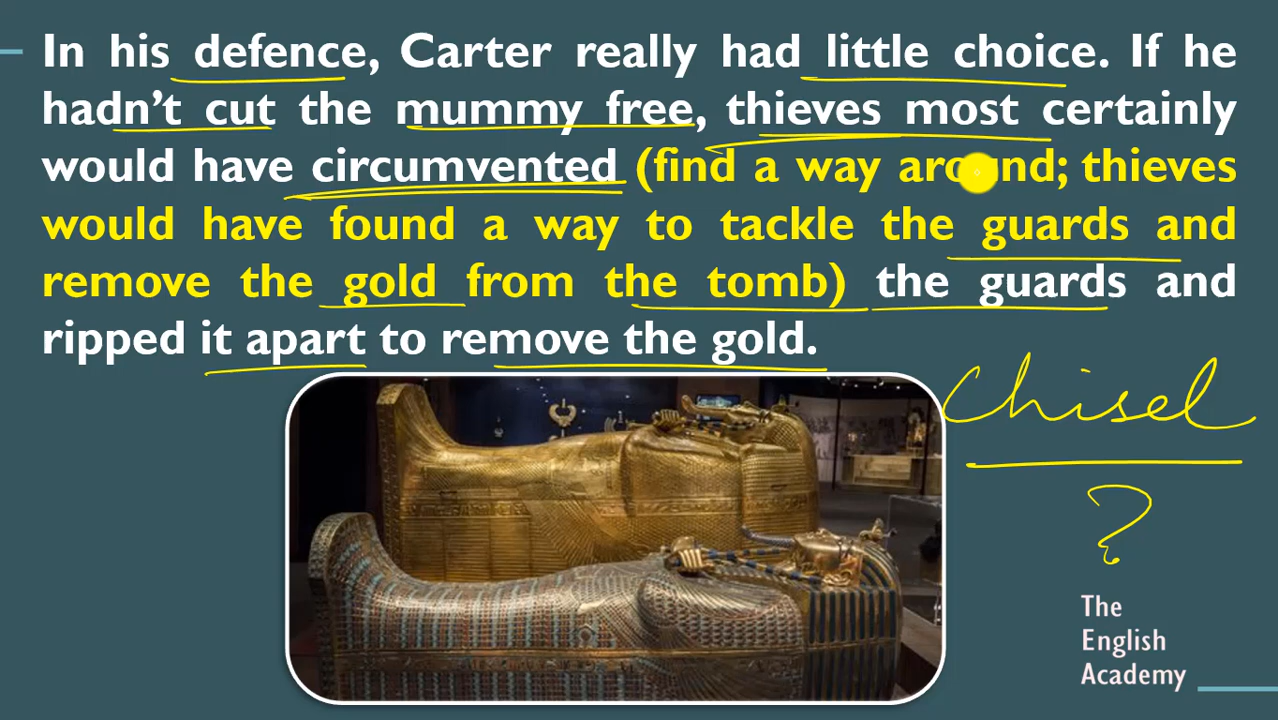 In his defence, Carter really had little choice. If he
hadn't cut the mummy free, thieves most certainly
would have circumvented (find a way around; thieves
would have found a way to tackle the guards and
remove the gold from the tomb) the guards and
ripped it apart to remove the gold.
Chisel
?
The
English
Academy